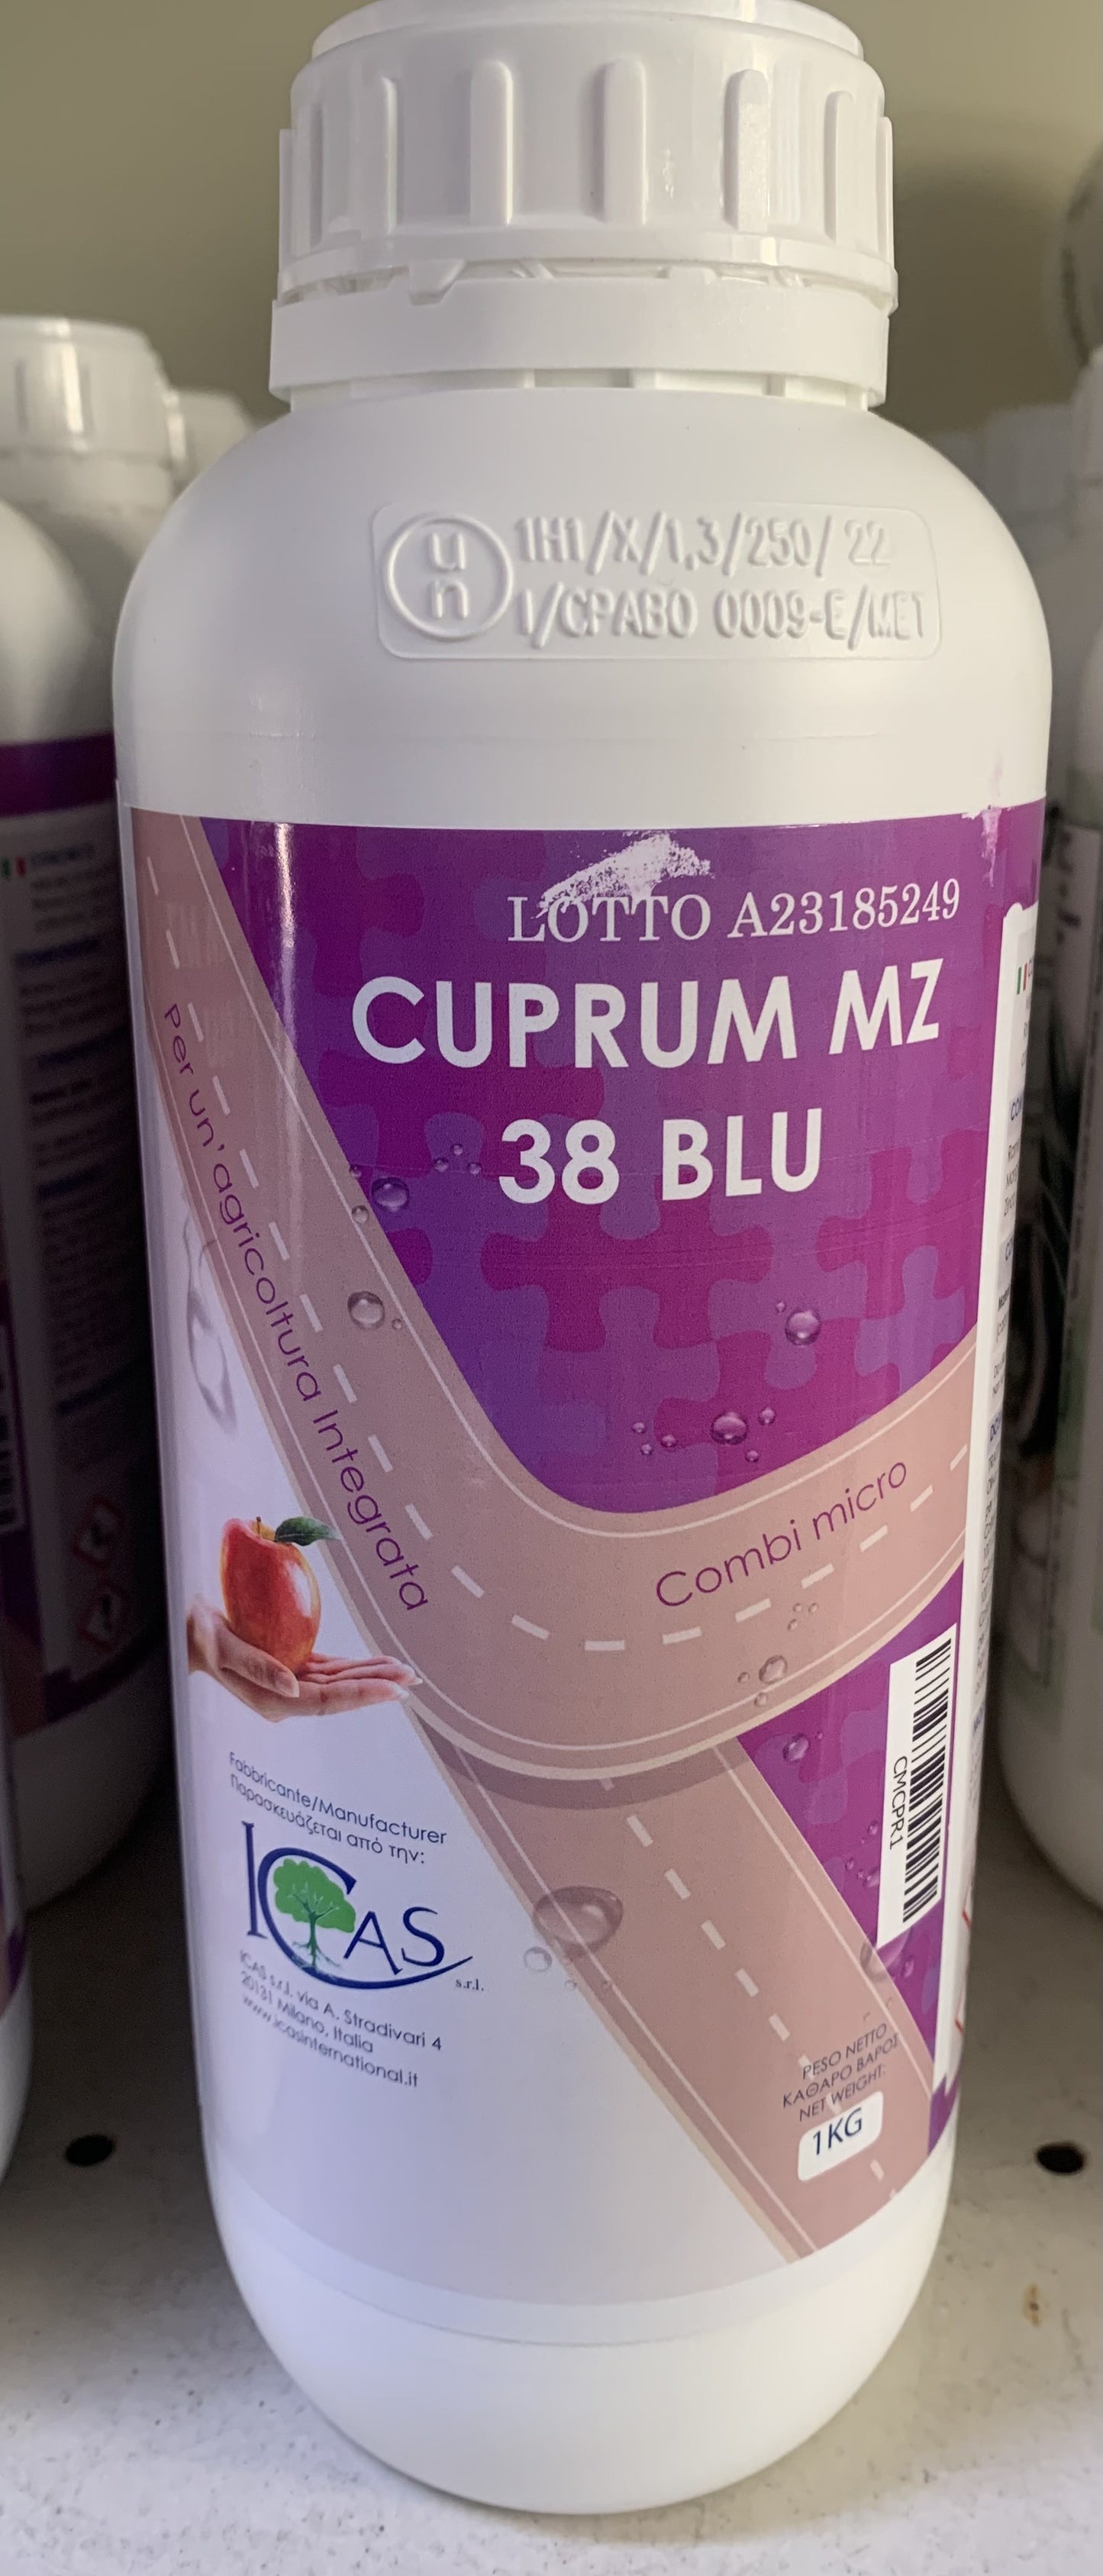 un 1H1/X/1,3/250/ 22
I/CPABO 0009-E/MET
LOTTO A23185249
CUPRUM MZ
38 BLU
Per un'agricoltura Integrata
Combi micro
CMCPR1
Fabbricante/Manufacturer
Παρασκευάζεται από την:
ICAS
s.r.l.
ICAS s.r.l. via A. Stradivari 4
20131 Milano, Italia
www.icasinternational.it
PESO NETTO
ΚΑΘΑΡΟ ΒΑΡΟΣ
NET WEIGHT:
1KG